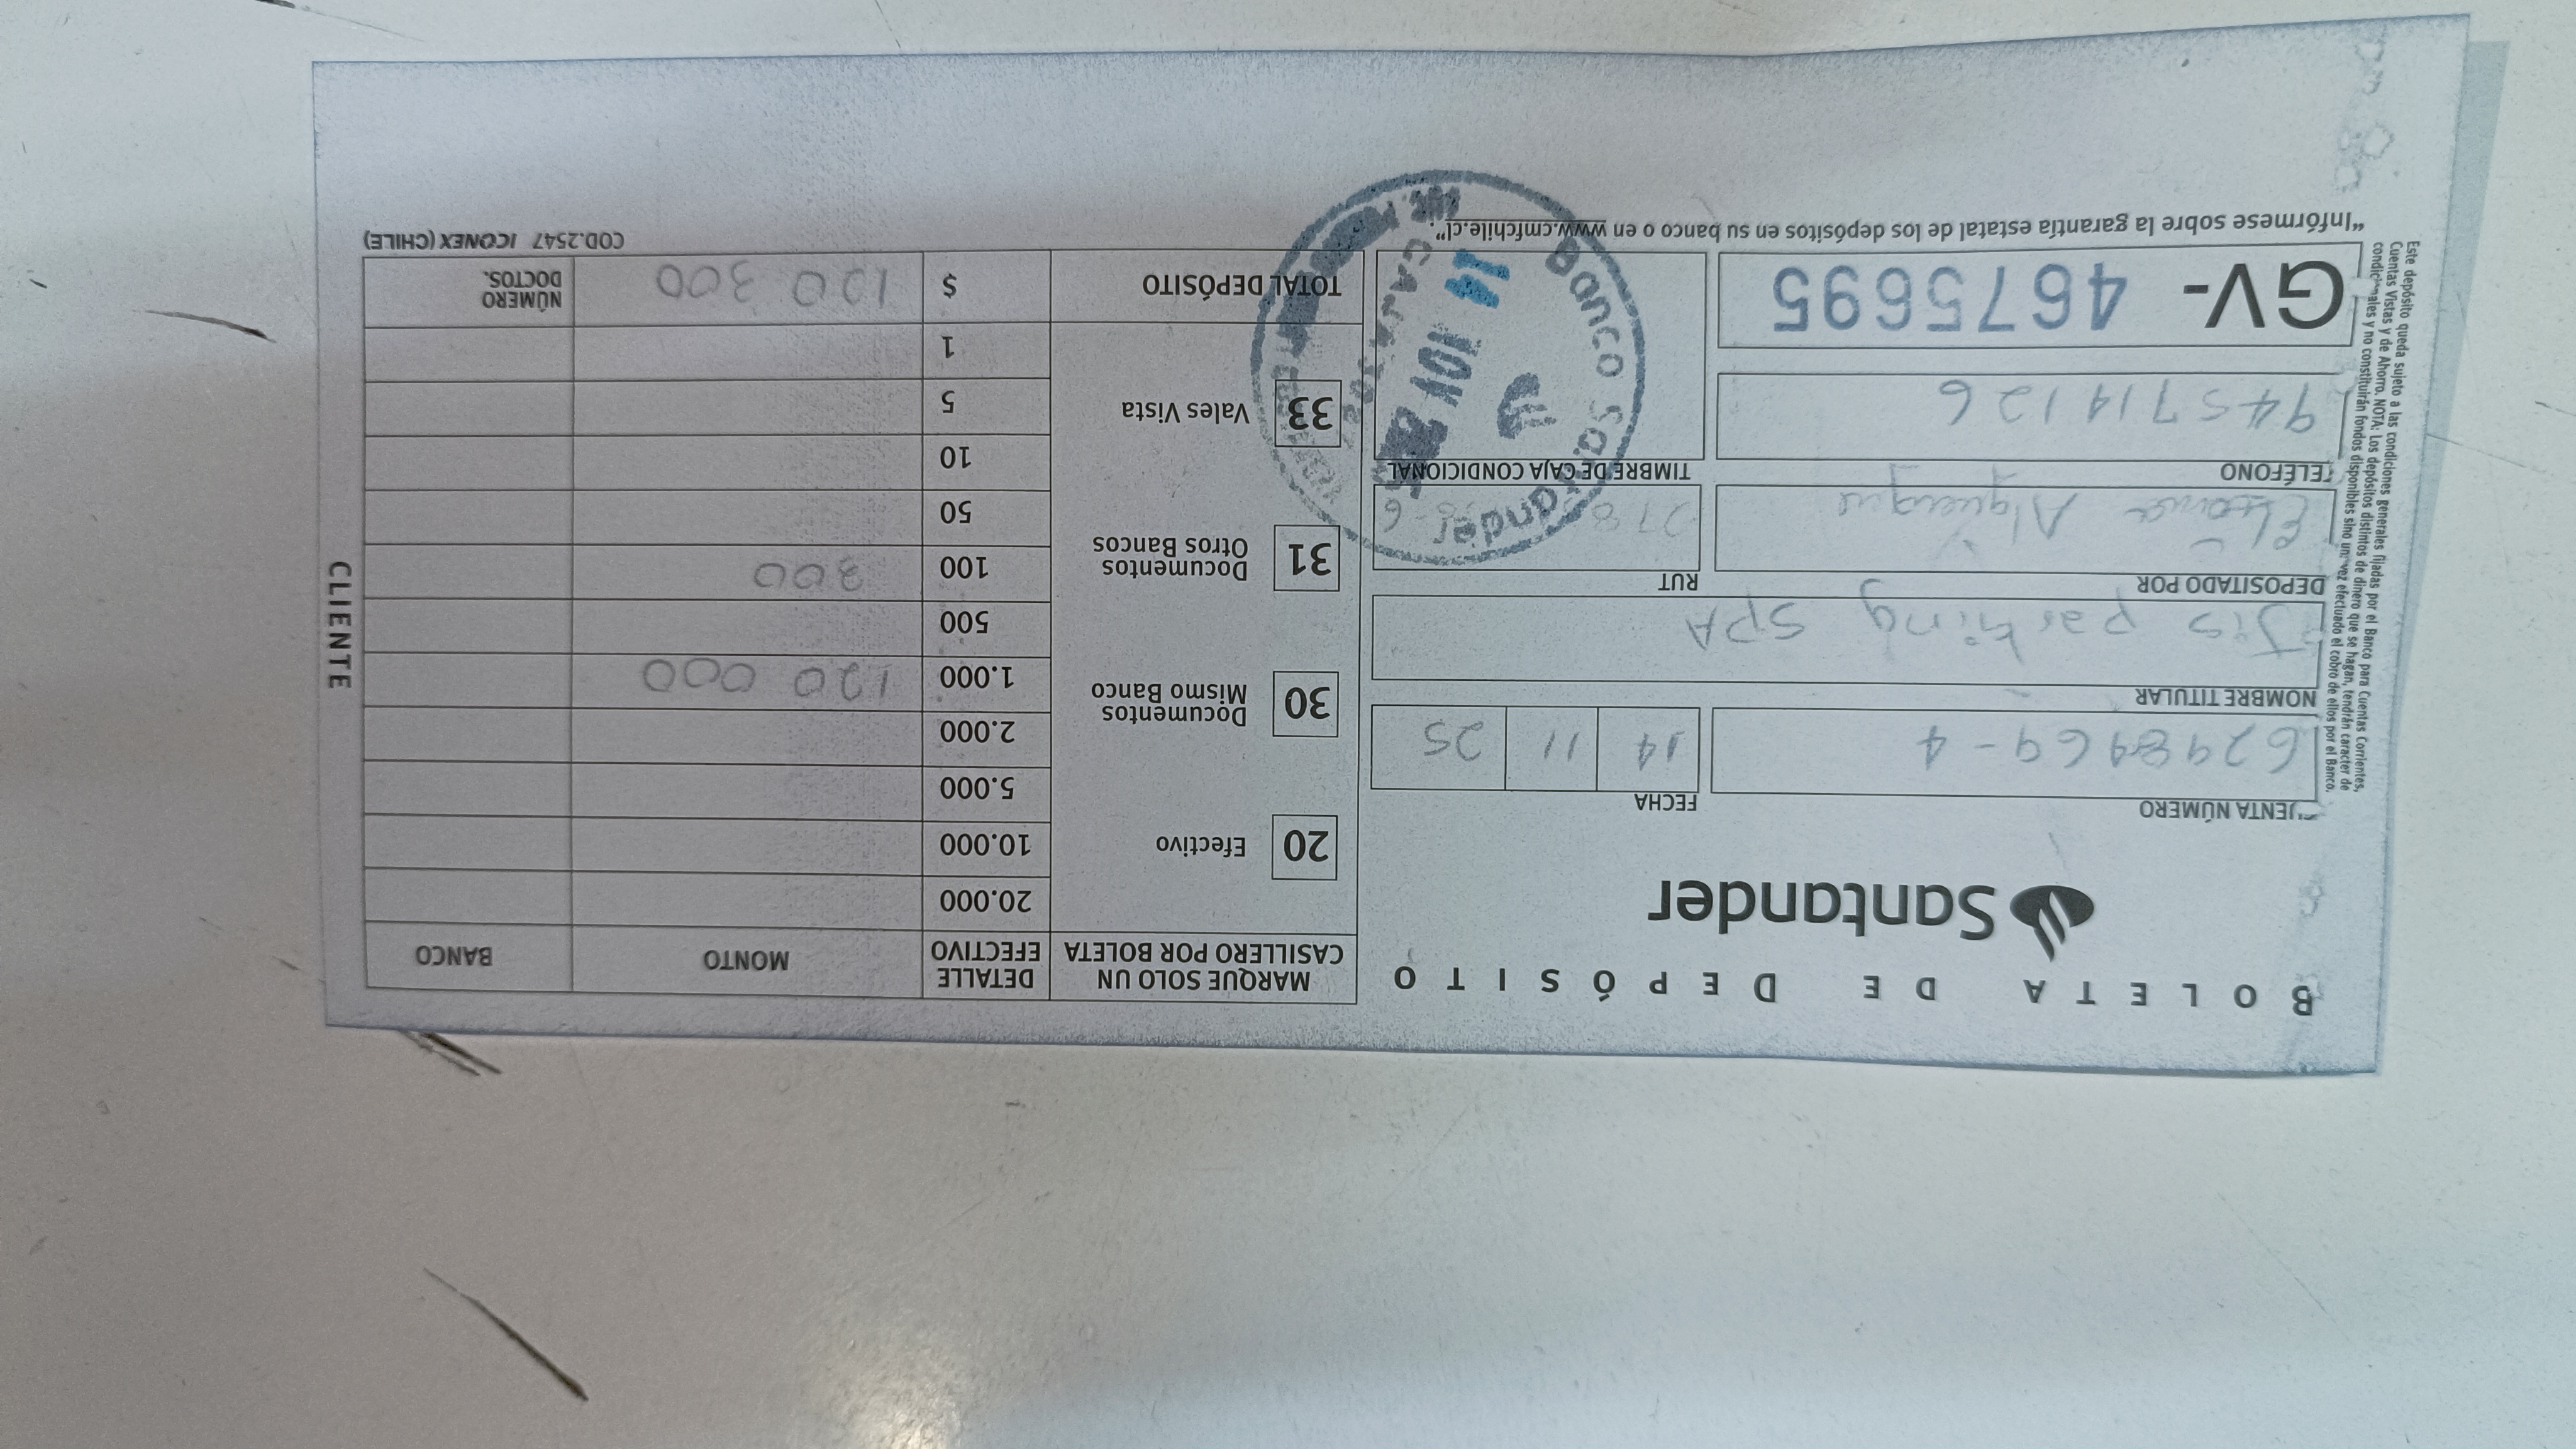 BOLETA DE DEPÓSITO
Santander
CUENTA NÚMERO
62984969-4
FECHA
14 11 25
NOMBRE TITULAR
Jis parking SPA
DEPOSITADO POR
RUT
TELÉFONO
945714126
TIMBRE DE CAJA CONDICIONAL
GV- 4675695
"Infórmese sobre la garantía estatal de los depósitos en su banco o en www.cmfchile.cl".
Este depósito queda sujeto a las condiciones generales fijadas por el Banco para Cuentas Corrientes,
Cuentas Vistas y de Ahorro. NOTA: Los depósitos distintos de dinero que se hagan, tendrán caracter de
condicionales y no constituirán fondos disponibles sino una vez efectuado el cobro de ellos por el Banco.
Banco Santander
14 NOV
CAJA
MARQUE SOLO UN
CASILLERO POR BOLETA
20 Efectivo
30 Documentos
Mismo Banco
31 Documentos
Otros Bancos
33 Vales Vista
TOTAL DEPÓSITO
DETALLE
EFECTIVO
MONTO
BANCO
20.000
10.000
5.000
2.000
1.000 120 000
500
100 300
50
10
5
1
$ 120 300
NÚMERO
DOCTOS.
COD.2547 ICONEX (CHILE)
CLIENTE